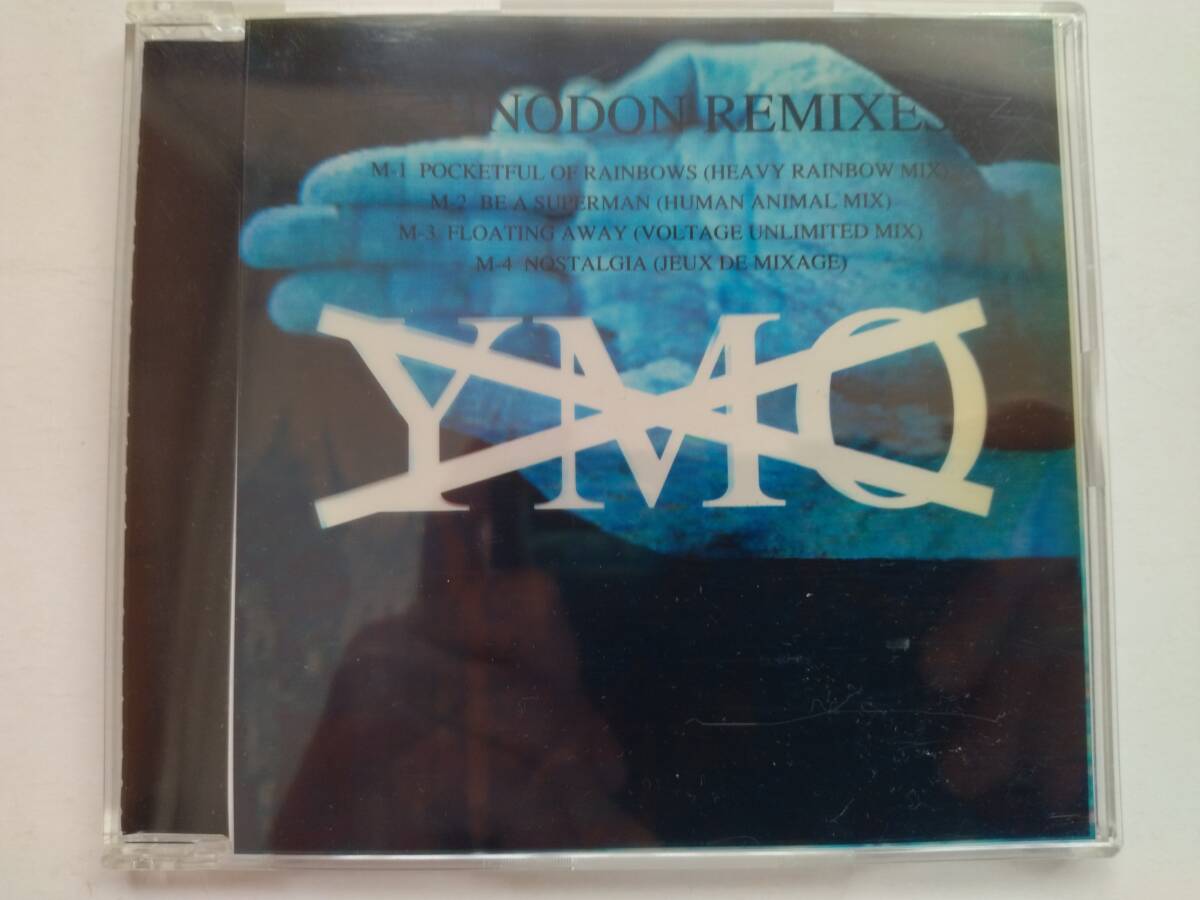 NODON REMIXES
M-1 POCKETFUL OF RAINBOWS (HEAVY RAINBOW MIX)
M-2 BE A SUPERMAN (HUMAN ANIMAL MIX)
M-3 FLOATING AWAY (VOLTAGE UNLIMITED MIX)
M-4 NOSTALGIA (JEUX DE MIXAGE)
YMO